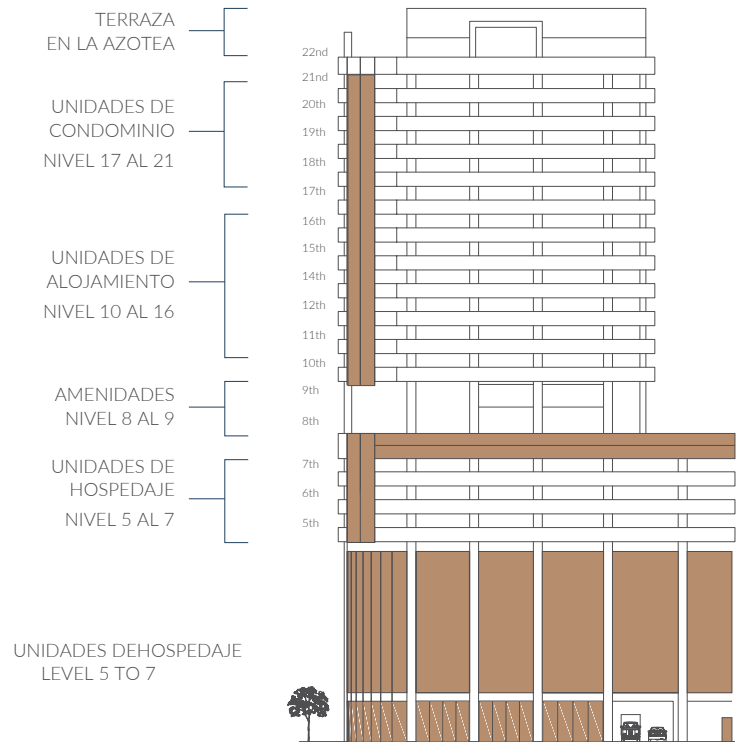 TERRAZA
EN LA AZOTEA
UNIDADES DE
CONDOMINIO
NIVEL 17 AL 21
UNIDADES DE
ALOJAMIENTO
NIVEL 10 AL 16
AMENIDADES
NIVEL 8 AL 9
UNIDADES DE
HOSPEDAJE
NIVEL 5 AL 7
UNIDADES DEHOSPEDAJE
LEVEL 5 TO 7
22nd
21nd
20th
19th
18th
17th
16th
15th
14th
12th
11th
10th
9th
8th
7th
6th
5th